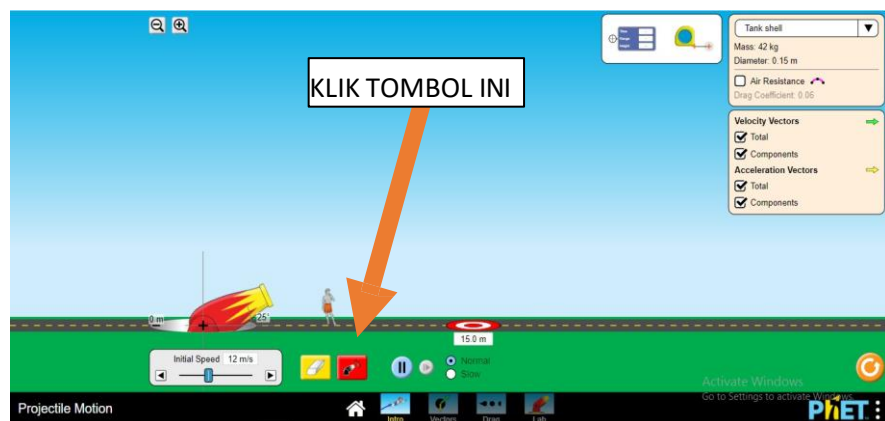 Tank shell
Mass: 42 kg
Diameter: 0.15 m
Air Resistance
Drag Coefficient: 0.06
KLIK TOMBOL INI
Velocity Vectors
Total
Components
Acceleration Vectors
Total
Components
0 m
25°
15.0 m
Initial Speed 12 m/s
Normal
Slow
Activate Windows
Go to Settings to activate Windows.
Projectile Motion
Intro
Vectors
Drag
Lab
PhET